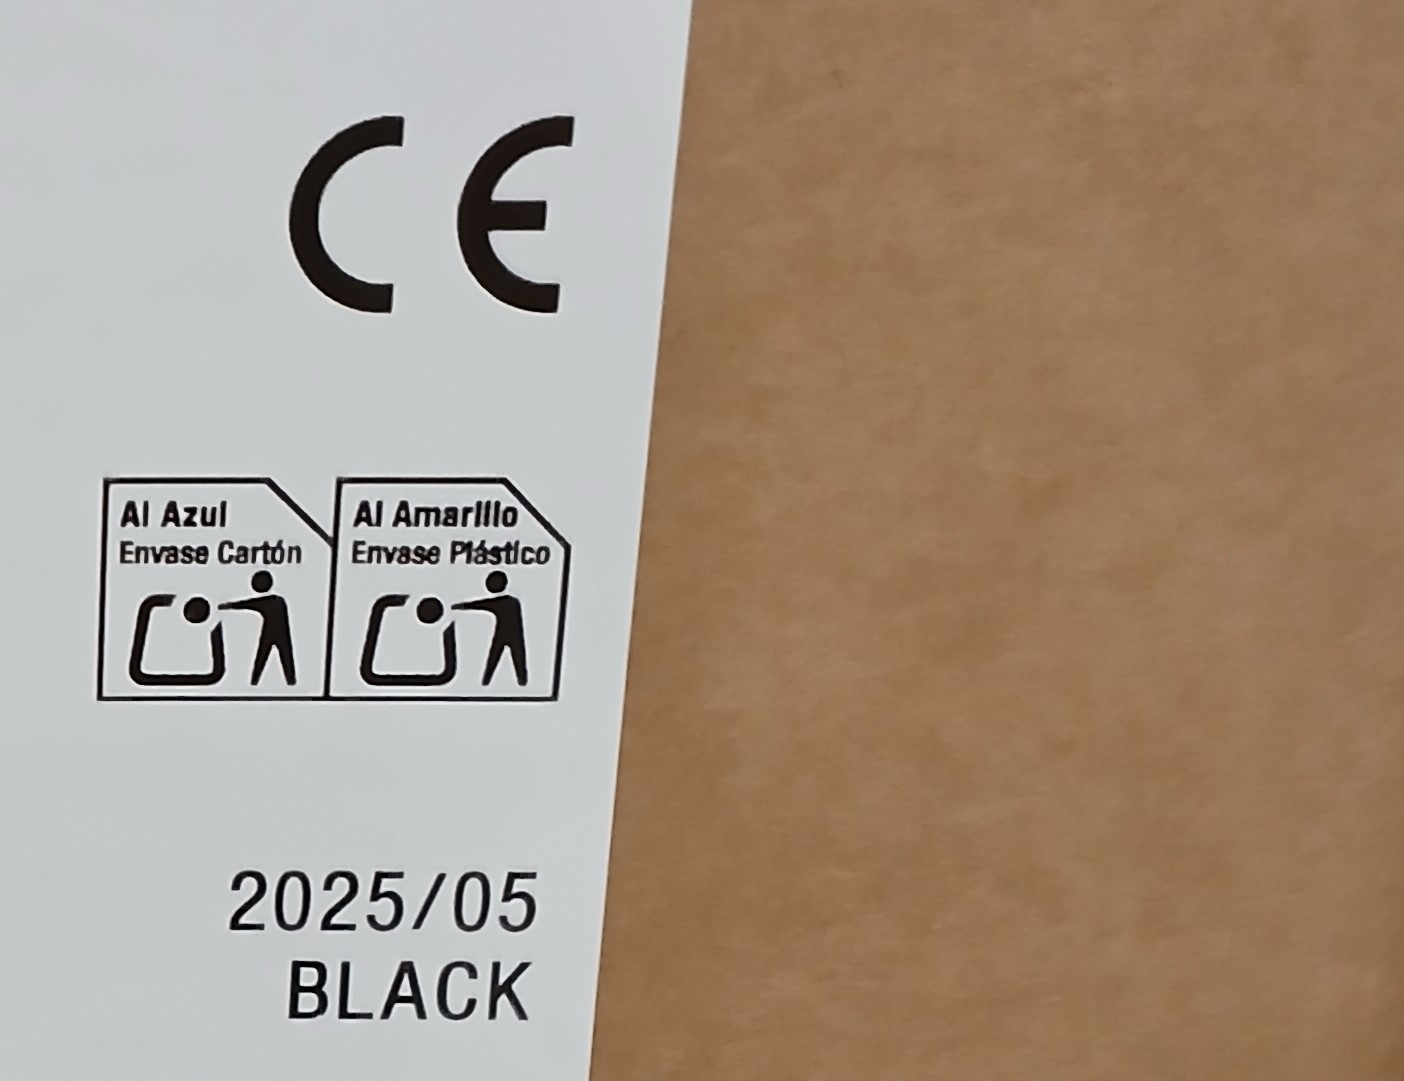 CE
Al Azul
Envase Cartón
Al Amarillo
Envase Plástico
2025/05
BLACK